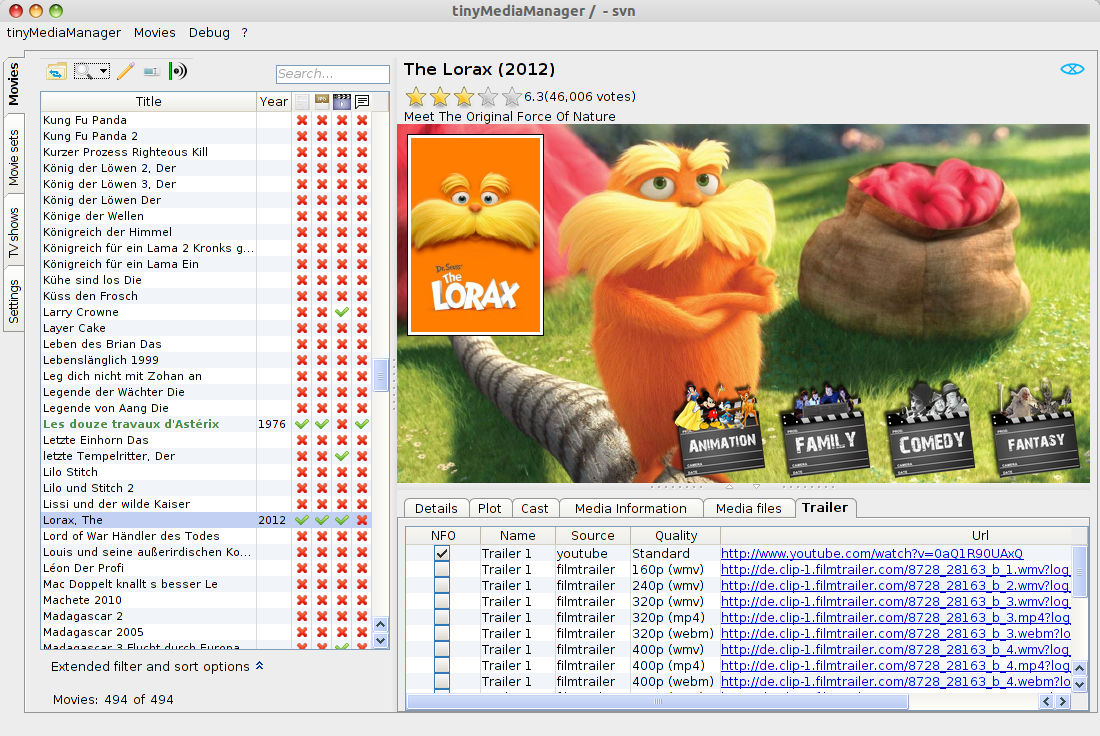 tinyMediaManager / - svn
tinyMediaManager Movies Debug ?
Movies
Movie sets
TV shows
Settings
Search...
Title Year
Kung Fu Panda
Kung Fu Panda 2
Kurzer Prozess Righteous Kill
König der Löwen 2, Der
König der Löwen 3, Der
König der Löwen Der
Könige der Wellen
Königreich der Himmel
Königreich für ein Lama 2 Kronks g...
Königreich für ein Lama Ein
Kühe sind los Die
Küss den Frosch
Larry Crowne
Layer Cake
Leben des Brian Das
Lebenslänglich 1999
Leg dich nicht mit Zohan an
Legende der Wächter Die
Legende von Aang Die
Les douze travaux d'Astérix 1976
Letzte Einhorn Das
letzte Tempelritter, Der
Lilo Stitch
Lilo und Stitch 2
Lissi und der wilde Kaiser
Lorax, The 2012
Lord of War Händler des Todes
Louis und seine außerirdischen Ko...
Léon Der Profi
Mac Doppelt knallt s besser Le
Machete 2010
Madagascar 2
Madagascar 2005
Madagascar 3 Flucht durch Europa
Extended filter and sort options
Movies: 494 of 494
The Lorax (2012)
6.3(46,006 votes)
Meet The Original Force Of Nature
Dr. Seuss'
The
LORAX
ANIMATION
FAMILY
COMEDY
FANTASY
Details Plot Cast Media Information Media files Trailer
NFO Name Source Quality Url
Trailer 1 youtube Standard http://www.youtube.com/watch?v=0aQ1R90UAxQ
Trailer 1 filmtrailer 160p (wmv) http://de.clip-1.filmtrailer.com/8728_28163_b_1.wmv?log_
Trailer 1 filmtrailer 240p (wmv) http://de.clip-1.filmtrailer.com/8728_28163_b_2.wmv?log_
Trailer 1 filmtrailer 320p (wmv) http://de.clip-1.filmtrailer.com/8728_28163_b_3.wmv?log_
Trailer 1 filmtrailer 320p (mp4) http://de.clip-1.filmtrailer.com/8728_28163_b_3.mp4?log_
Trailer 1 filmtrailer 320p (webm) http://de.clip-1.filmtrailer.com/8728_28163_b_3.webm?lo
Trailer 1 filmtrailer 400p (wmv) http://de.clip-1.filmtrailer.com/8728_28163_b_4.wmv?log_
Trailer 1 filmtrailer 400p (mp4) http://de.clip-1.filmtrailer.com/8728_28163_b_4.mp4?log_
Trailer 1 filmtrailer 400p (webm) http://de.clip-1.filmtrailer.com/8728_28163_b_4.webm?lo